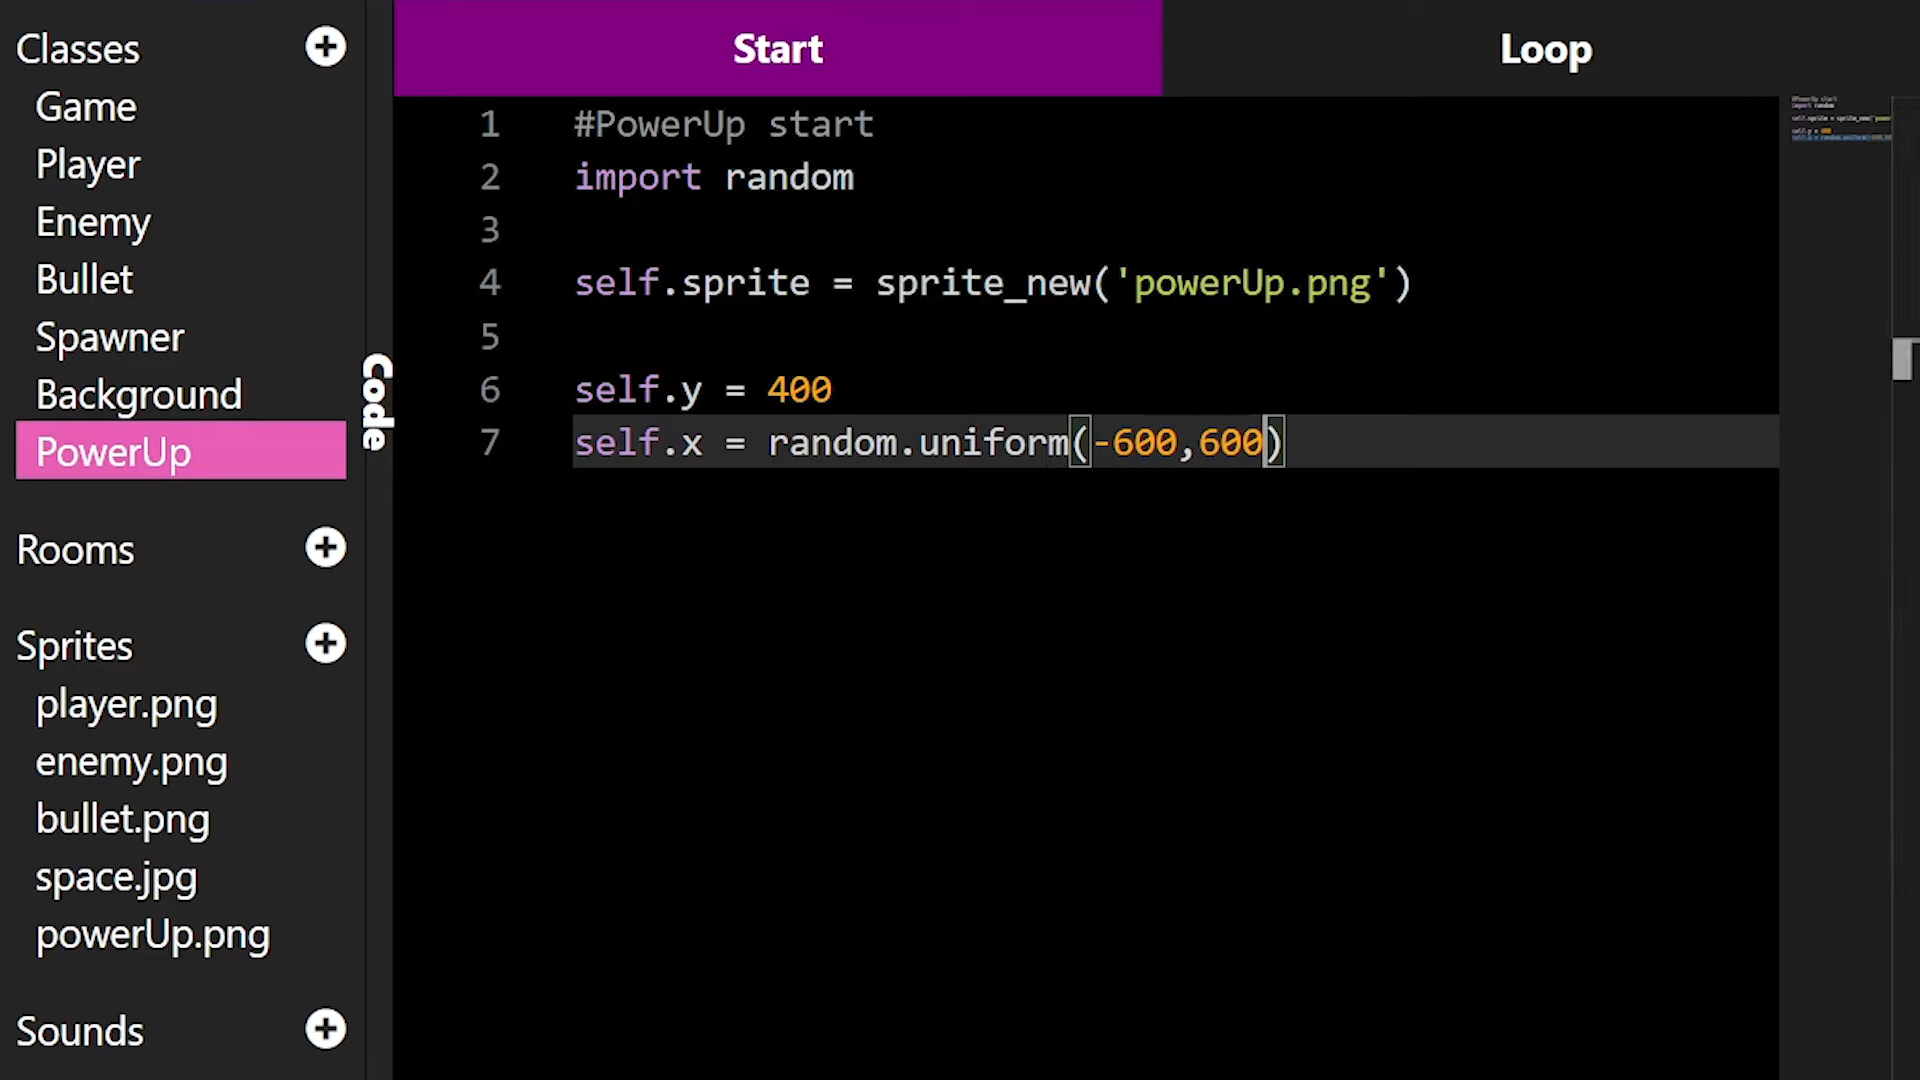 Classes
Game
Player
Enemy
Bullet
Spawner
Background
PowerUp
Rooms
Sprites
player.png
enemy.png
bullet.png
space.jpg
powerUp.png
Sounds
Code
Start
Loop
1 #PowerUp start
2 import random
3
4 self.sprite = sprite_new('powerUp.png')
5
6 self.y = 400
7 self.x = random.uniform(-600,600)